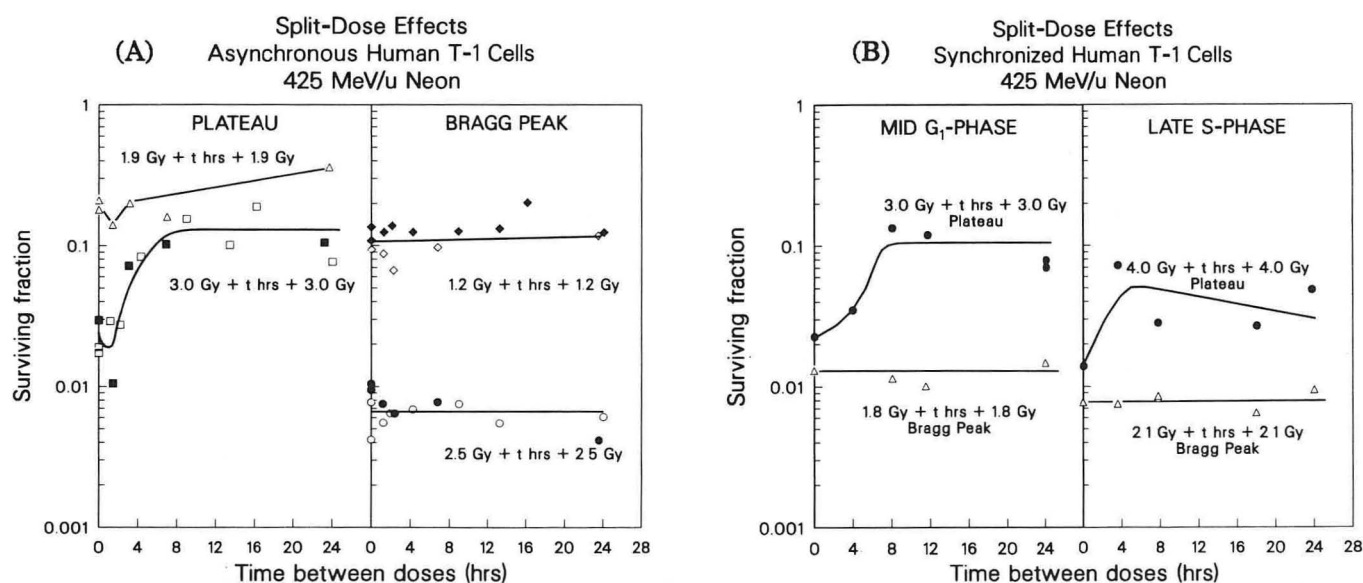 (A)
Split-Dose Effects
Asynchronous Human T-1 Cells
425 MeV/u Neon
PLATEAU
BRAGG PEAK
1.9 Gy + t hrs + 1.9 Gy
3.0 Gy + t hrs + 3.0 Gy
1.2 Gy + t hrs + 1.2 Gy
2.5 Gy + t hrs + 2 5 Gy
Surviving fraction
1
0.1
0.01
0.001
0 4 8 12 16 20 24
0 4 8 12 16 20 24 28
Time between doses (hrs)
(B)
Split-Dose Effects
Synchronized Human T-1 Cells
425 MeV/u Neon
MID G1-PHASE
LATE S-PHASE
3.0 Gy + t hrs + 3.0 Gy
Plateau
4.0 Gy + t hrs + 4.0 Gy
Plateau
1.8 Gy + t hrs + 1.8 Gy
Bragg Peak
2 1 Gy + t hrs + 2 1 Gy
Bragg Peak
Surviving fraction
1
0.1
0.01
0.001
0 4 8 12 16 20 24
0 4 8 12 16 20 24 28
Time between doses (hrs)